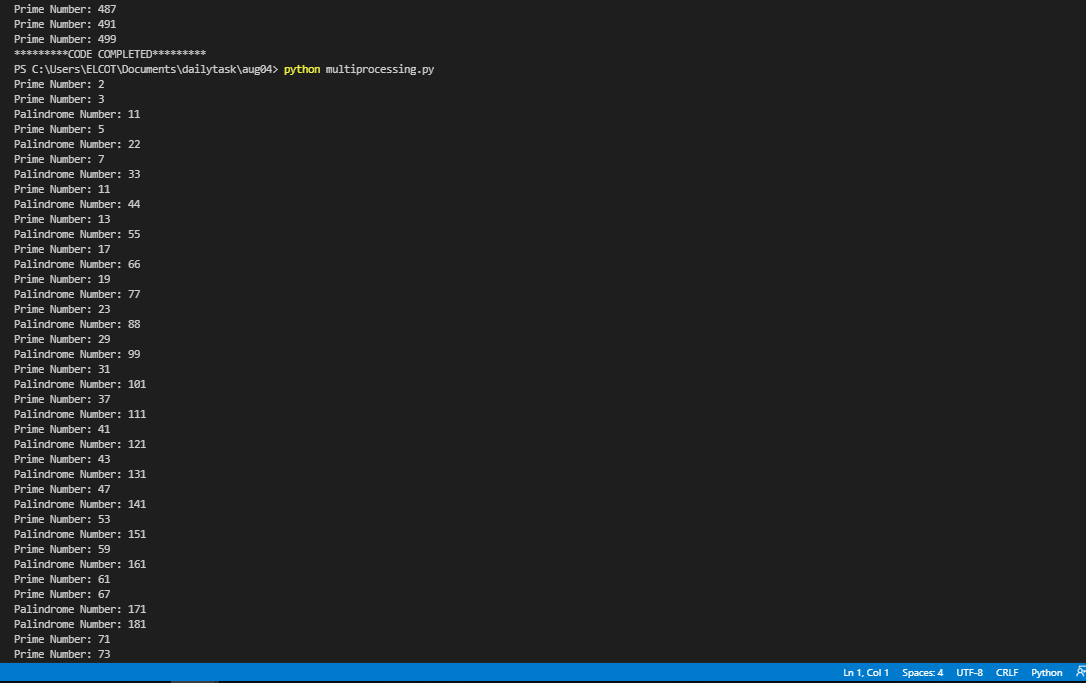 Prime Number: 487
Prime Number: 491
Prime Number: 499
*********CODE COMPLETED*********
PS C:\Users\ELCOT\Documents\dailytask\aug04> python multiprocessing.py
Prime Number: 2
Prime Number: 3
Palindrome Number: 11
Prime Number: 5
Palindrome Number: 22
Prime Number: 7
Palindrome Number: 33
Prime Number: 11
Palindrome Number: 44
Prime Number: 13
Palindrome Number: 55
Prime Number: 17
Palindrome Number: 66
Prime Number: 19
Palindrome Number: 77
Prime Number: 23
Palindrome Number: 88
Prime Number: 29
Palindrome Number: 99
Prime Number: 31
Palindrome Number: 101
Prime Number: 37
Palindrome Number: 111
Prime Number: 41
Palindrome Number: 121
Prime Number: 43
Palindrome Number: 131
Prime Number: 47
Palindrome Number: 141
Prime Number: 53
Palindrome Number: 151
Prime Number: 59
Palindrome Number: 161
Prime Number: 61
Prime Number: 67
Palindrome Number: 171
Palindrome Number: 181
Prime Number: 71
Prime Number: 73
Ln 1, Col 1 Spaces: 4 UTF-8 CRLF Python